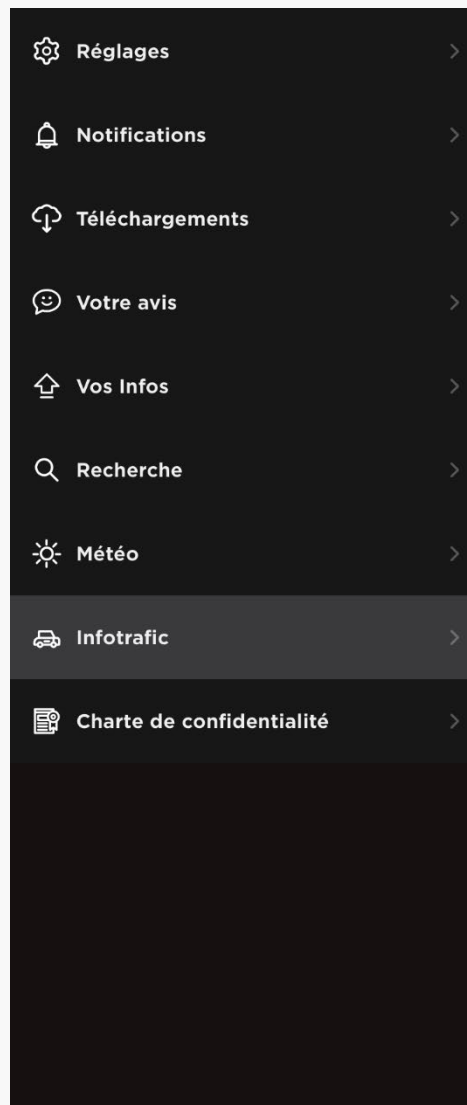 Réglages
Notifications
Téléchargements
Votre avis
Vos Infos
Recherche
Météo
Infotrafic
Charte de confidentialité